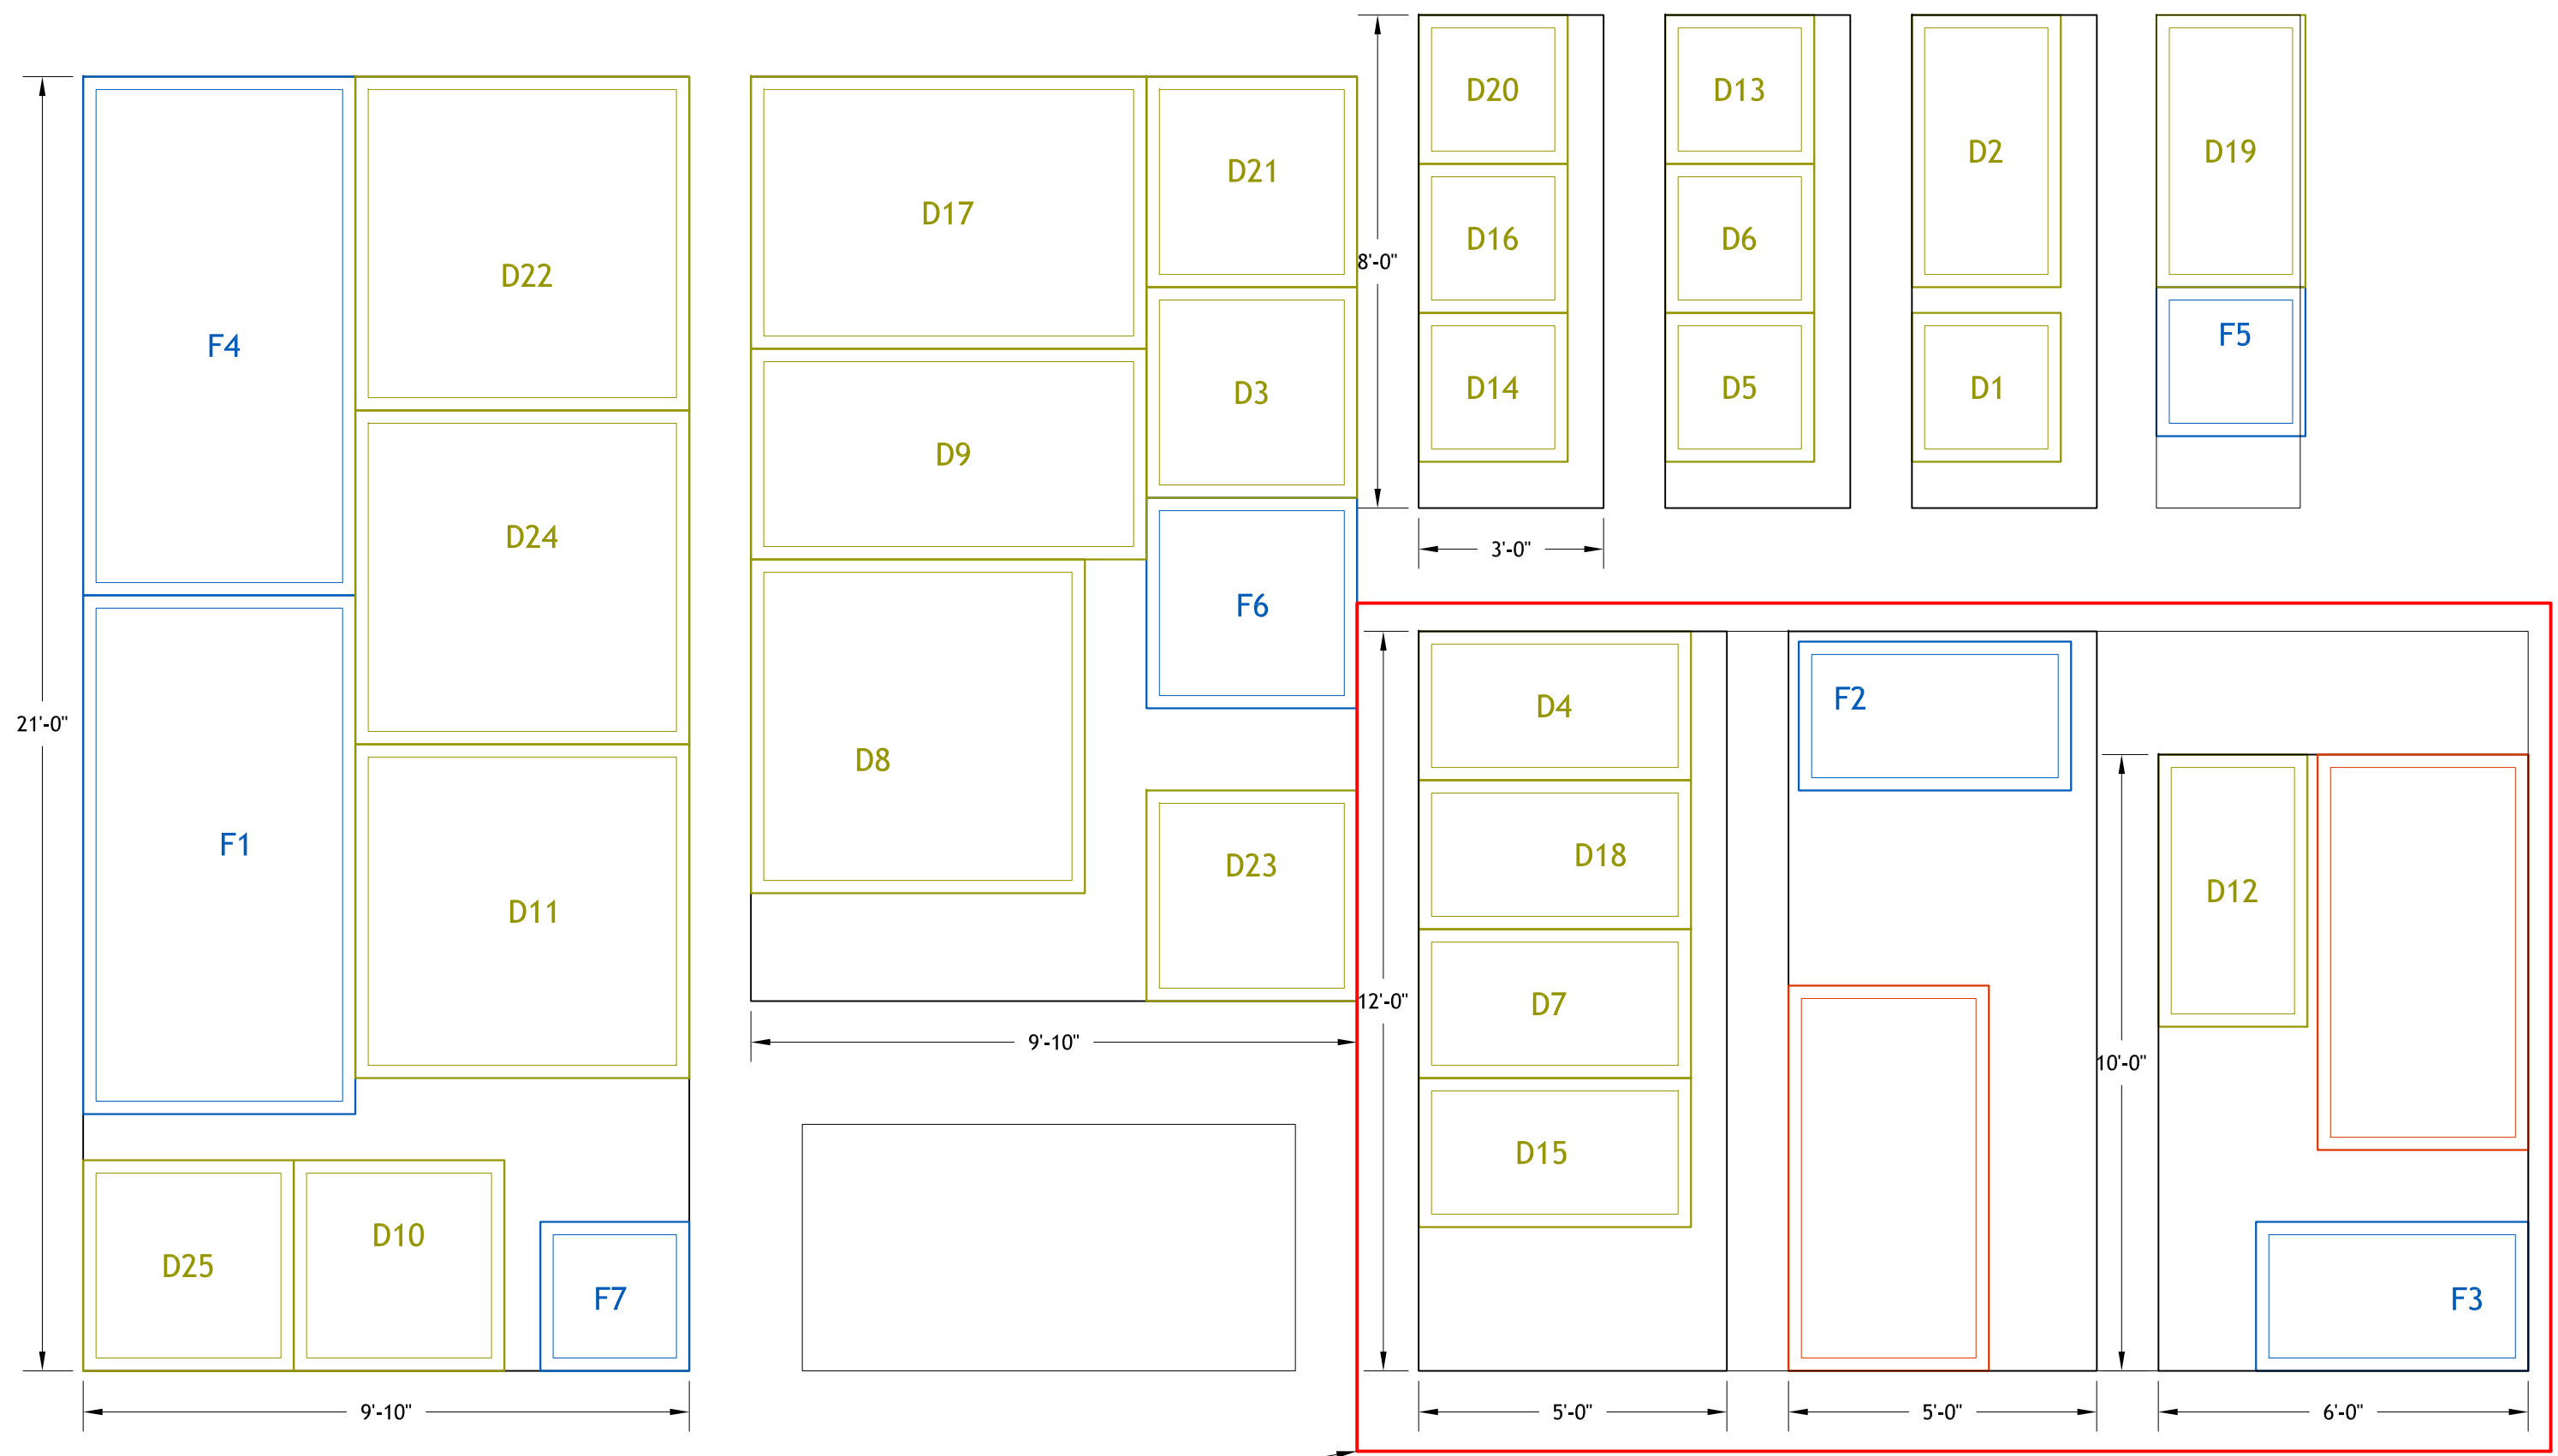 D20
D13
D2
D19
D22
D17
D21
F4
8'-0"
D16
D6
F5
D24
D9
D3
D14
D5
D1
3'-0"
F6
21'-0"
F1
D11
D8
D23
D4
F2
D18
D12
D7
12'-0"
10'-0"
D15
D25
D10
F7
F3
9'-10"
9'-10"
5'-0"
5'-0"
6'-0"